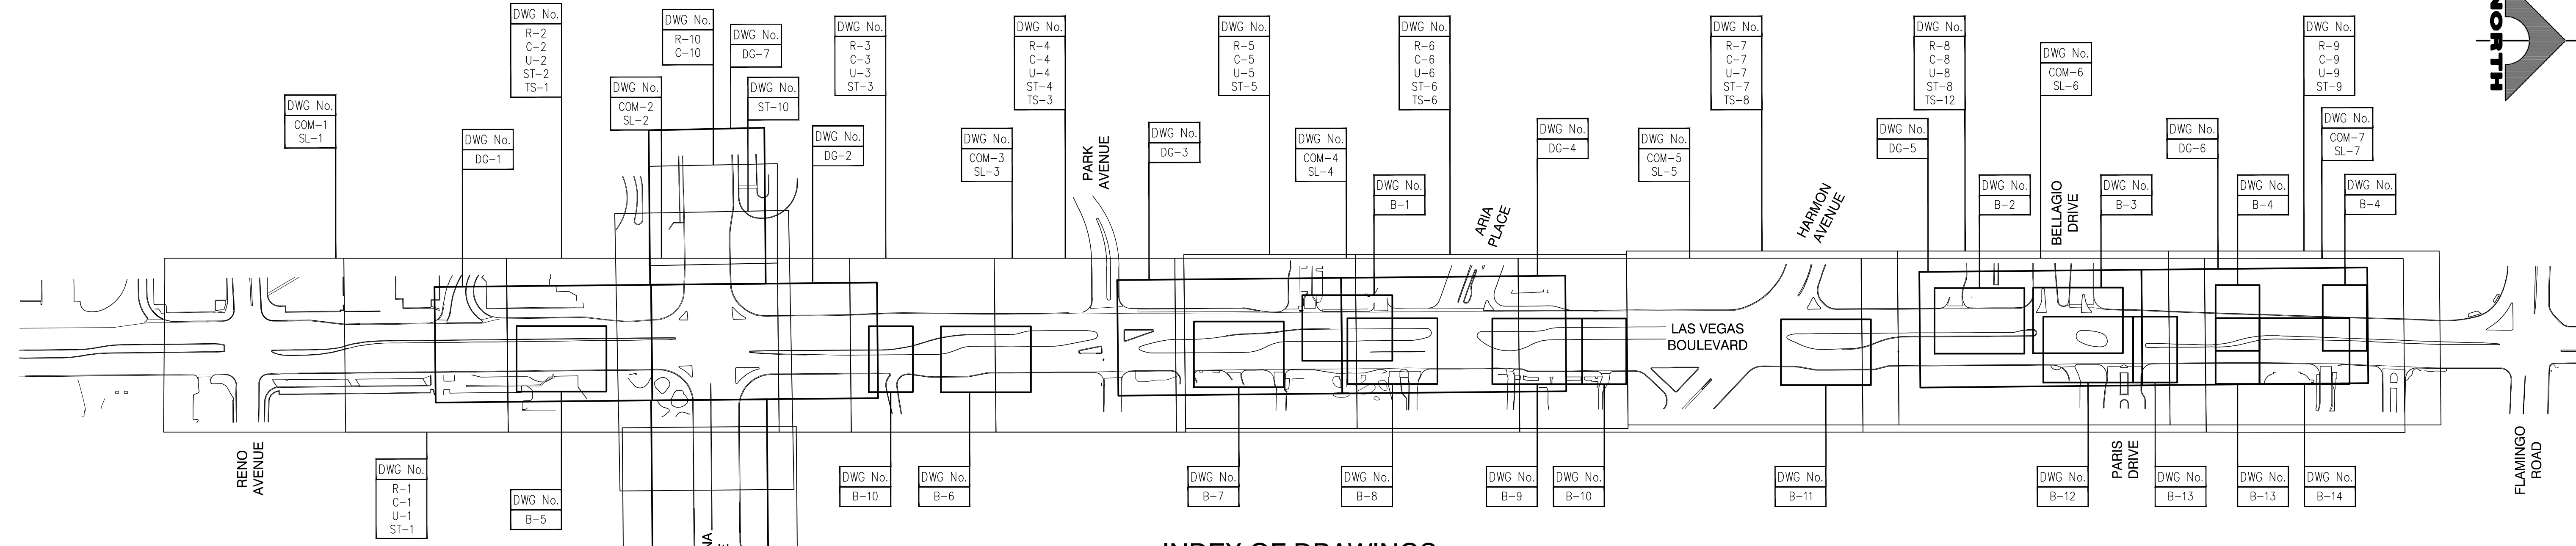 DWG No.
COM-1
SL-1
DWG No.
DG-1
DWG No.
R-2
C-2
U-2
ST-2
TS-1
DWG No.
COM-2
SL-2
DWG No.
R-10
C-10
DWG No.
DG-7
DWG No.
ST-10
DWG No.
DG-2
DWG No.
R-3
C-3
U-3
ST-3
DWG No.
COM-3
SL-3
DWG No.
R-4
C-4
U-4
ST-4
TS-3
PARK
AVENUE
DWG No.
DG-3
DWG No.
R-5
C-5
U-5
ST-5
DWG No.
COM-4
SL-4
DWG No.
B-1
DWG No.
R-6
C-6
U-6
ST-6
TS-6
ARIA
PLACE
DWG No.
DG-4
DWG No.
COM-5
SL-5
DWG No.
R-7
C-7
U-7
ST-7
TS-8
HARMON
AVENUE
DWG No.
DG-5
DWG No.
R-8
C-8
U-8
ST-8
TS-12
DWG No.
B-2
DWG No.
COM-6
SL-6
BELLAGIO
DRIVE
DWG No.
B-3
DWG No.
DG-6
DWG No.
B-4
DWG No.
R-9
C-9
U-9
ST-9
DWG No.
COM-7
SL-7
DWG No.
B-4
NORTH
LAS VEGAS
BOULEVARD
RENO
AVENUE
DWG No.
R-1
C-1
U-1
ST-1
DWG No.
B-5
DWG No.
B-10
DWG No.
B-6
DWG No.
B-7
DWG No.
B-8
DWG No.
B-9
DWG No.
B-10
DWG No.
B-11
DWG No.
B-12
PARIS
DRIVE
DWG No.
B-13
DWG No.
B-13
DWG No.
B-14
FLAMINGO
ROAD
INDEX OF DRAWINGS